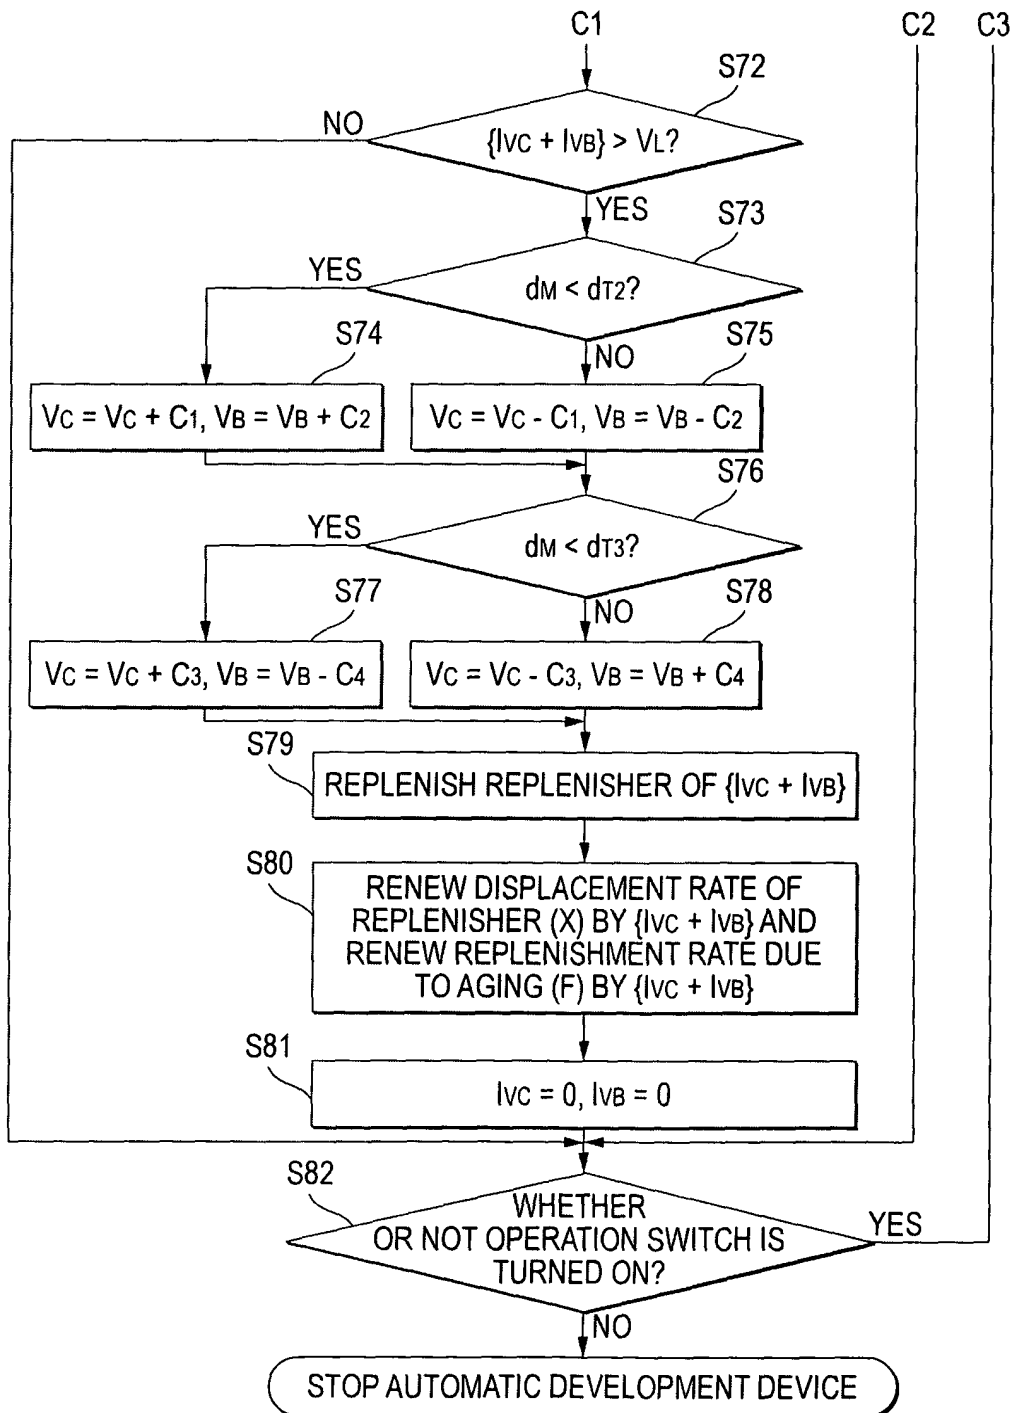 C1
C2
C3
S72
NO
{IVC + IVB} > VL?
YES
S73
YES
dM < dT2?
S74
NO
S75
VC = VC + C1, VB = VB + C2
VC = VC - C1, VB = VB - C2
S76
YES
dM < dT3?
S77
NO
S78
VC = VC + C3, VB = VB - C4
VC = VC - C3, VB = VB + C4
S79
REPLENISH REPLENISHER OF {IVC + IVB}
S80
RENEW DISPLACEMENT RATE OF
REPLENISHER (X) BY {IVC + IVB} AND
RENEW REPLENISHMENT RATE DUE
TO AGING (F) BY {IVC + IVB}
S81
IVC = 0, IVB = 0
S82
WHETHER
OR NOT OPERATION SWITCH IS
TURNED ON?
YES
NO
STOP AUTOMATIC DEVELOPMENT DEVICE